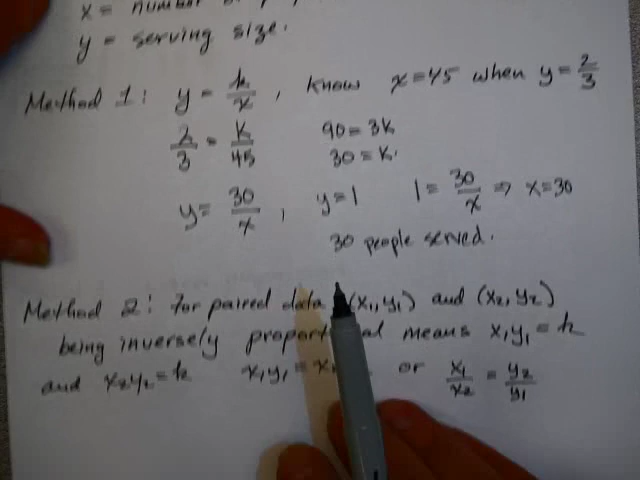 x = number
y = serving size.
Method 1: y = k/x, know x=45 when y=2/3
2/3 = k/45 90=3k
30=k.
y = 30/x, y=1 1 = 30/x ⇒ x=30
30 people served.
Method 2: for paired data (x₁,y₁) and (x₂,y₂)
being inversely proportional means x₁y₁=k
and x₂y₂=k x₁y₁=x or x₁/x₂ = y₂/y₁